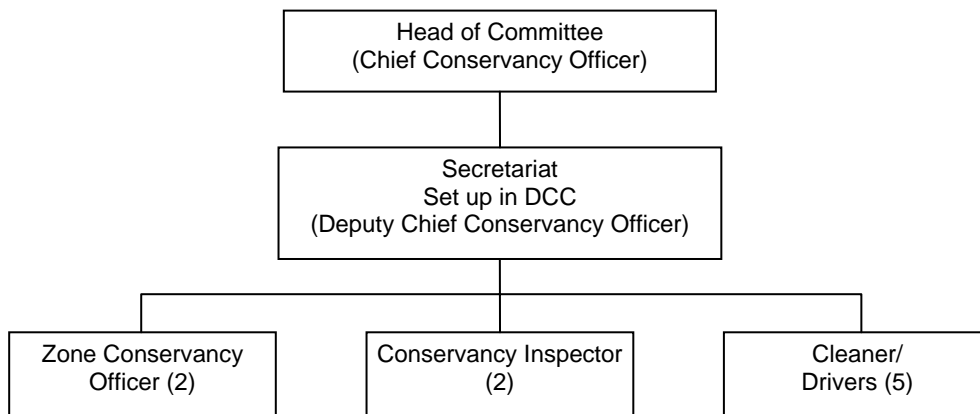 Head of Committee
(Chief Conservancy Officer)
Secretariat
Set up in DCC
(Deputy Chief Conservancy Officer)
Zone Conservancy
Officer (2)
Conservancy Inspector
(2)
Cleaner/
Drivers (5)